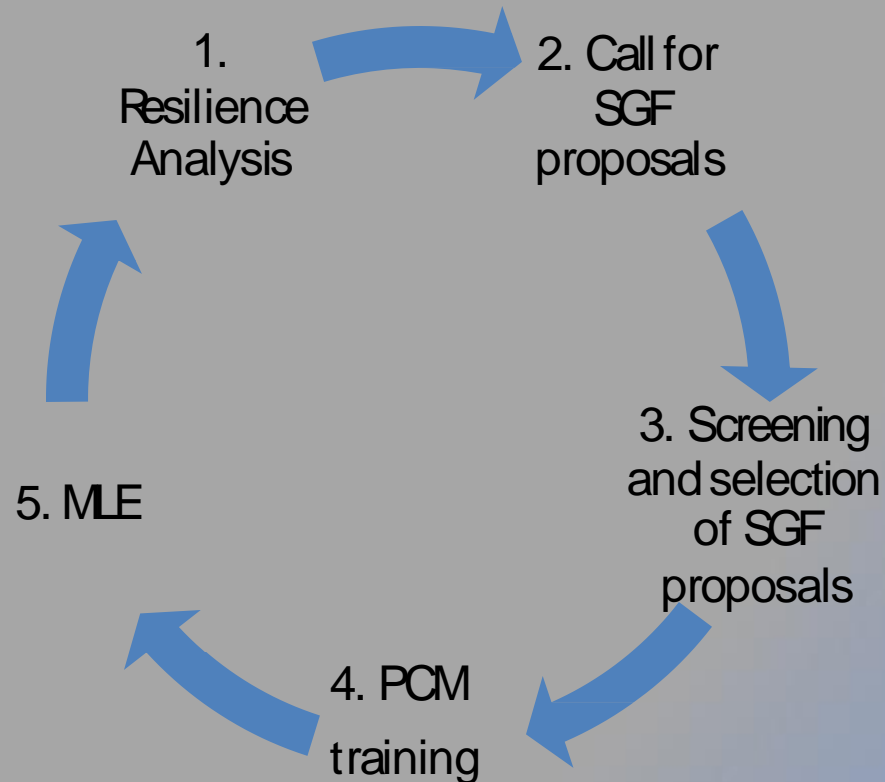 1.
Resilience
Analysis
2. Call for
SGF
proposals
3. Screening
and selection
of SGF
proposals
4. PCM
training
5. MLE